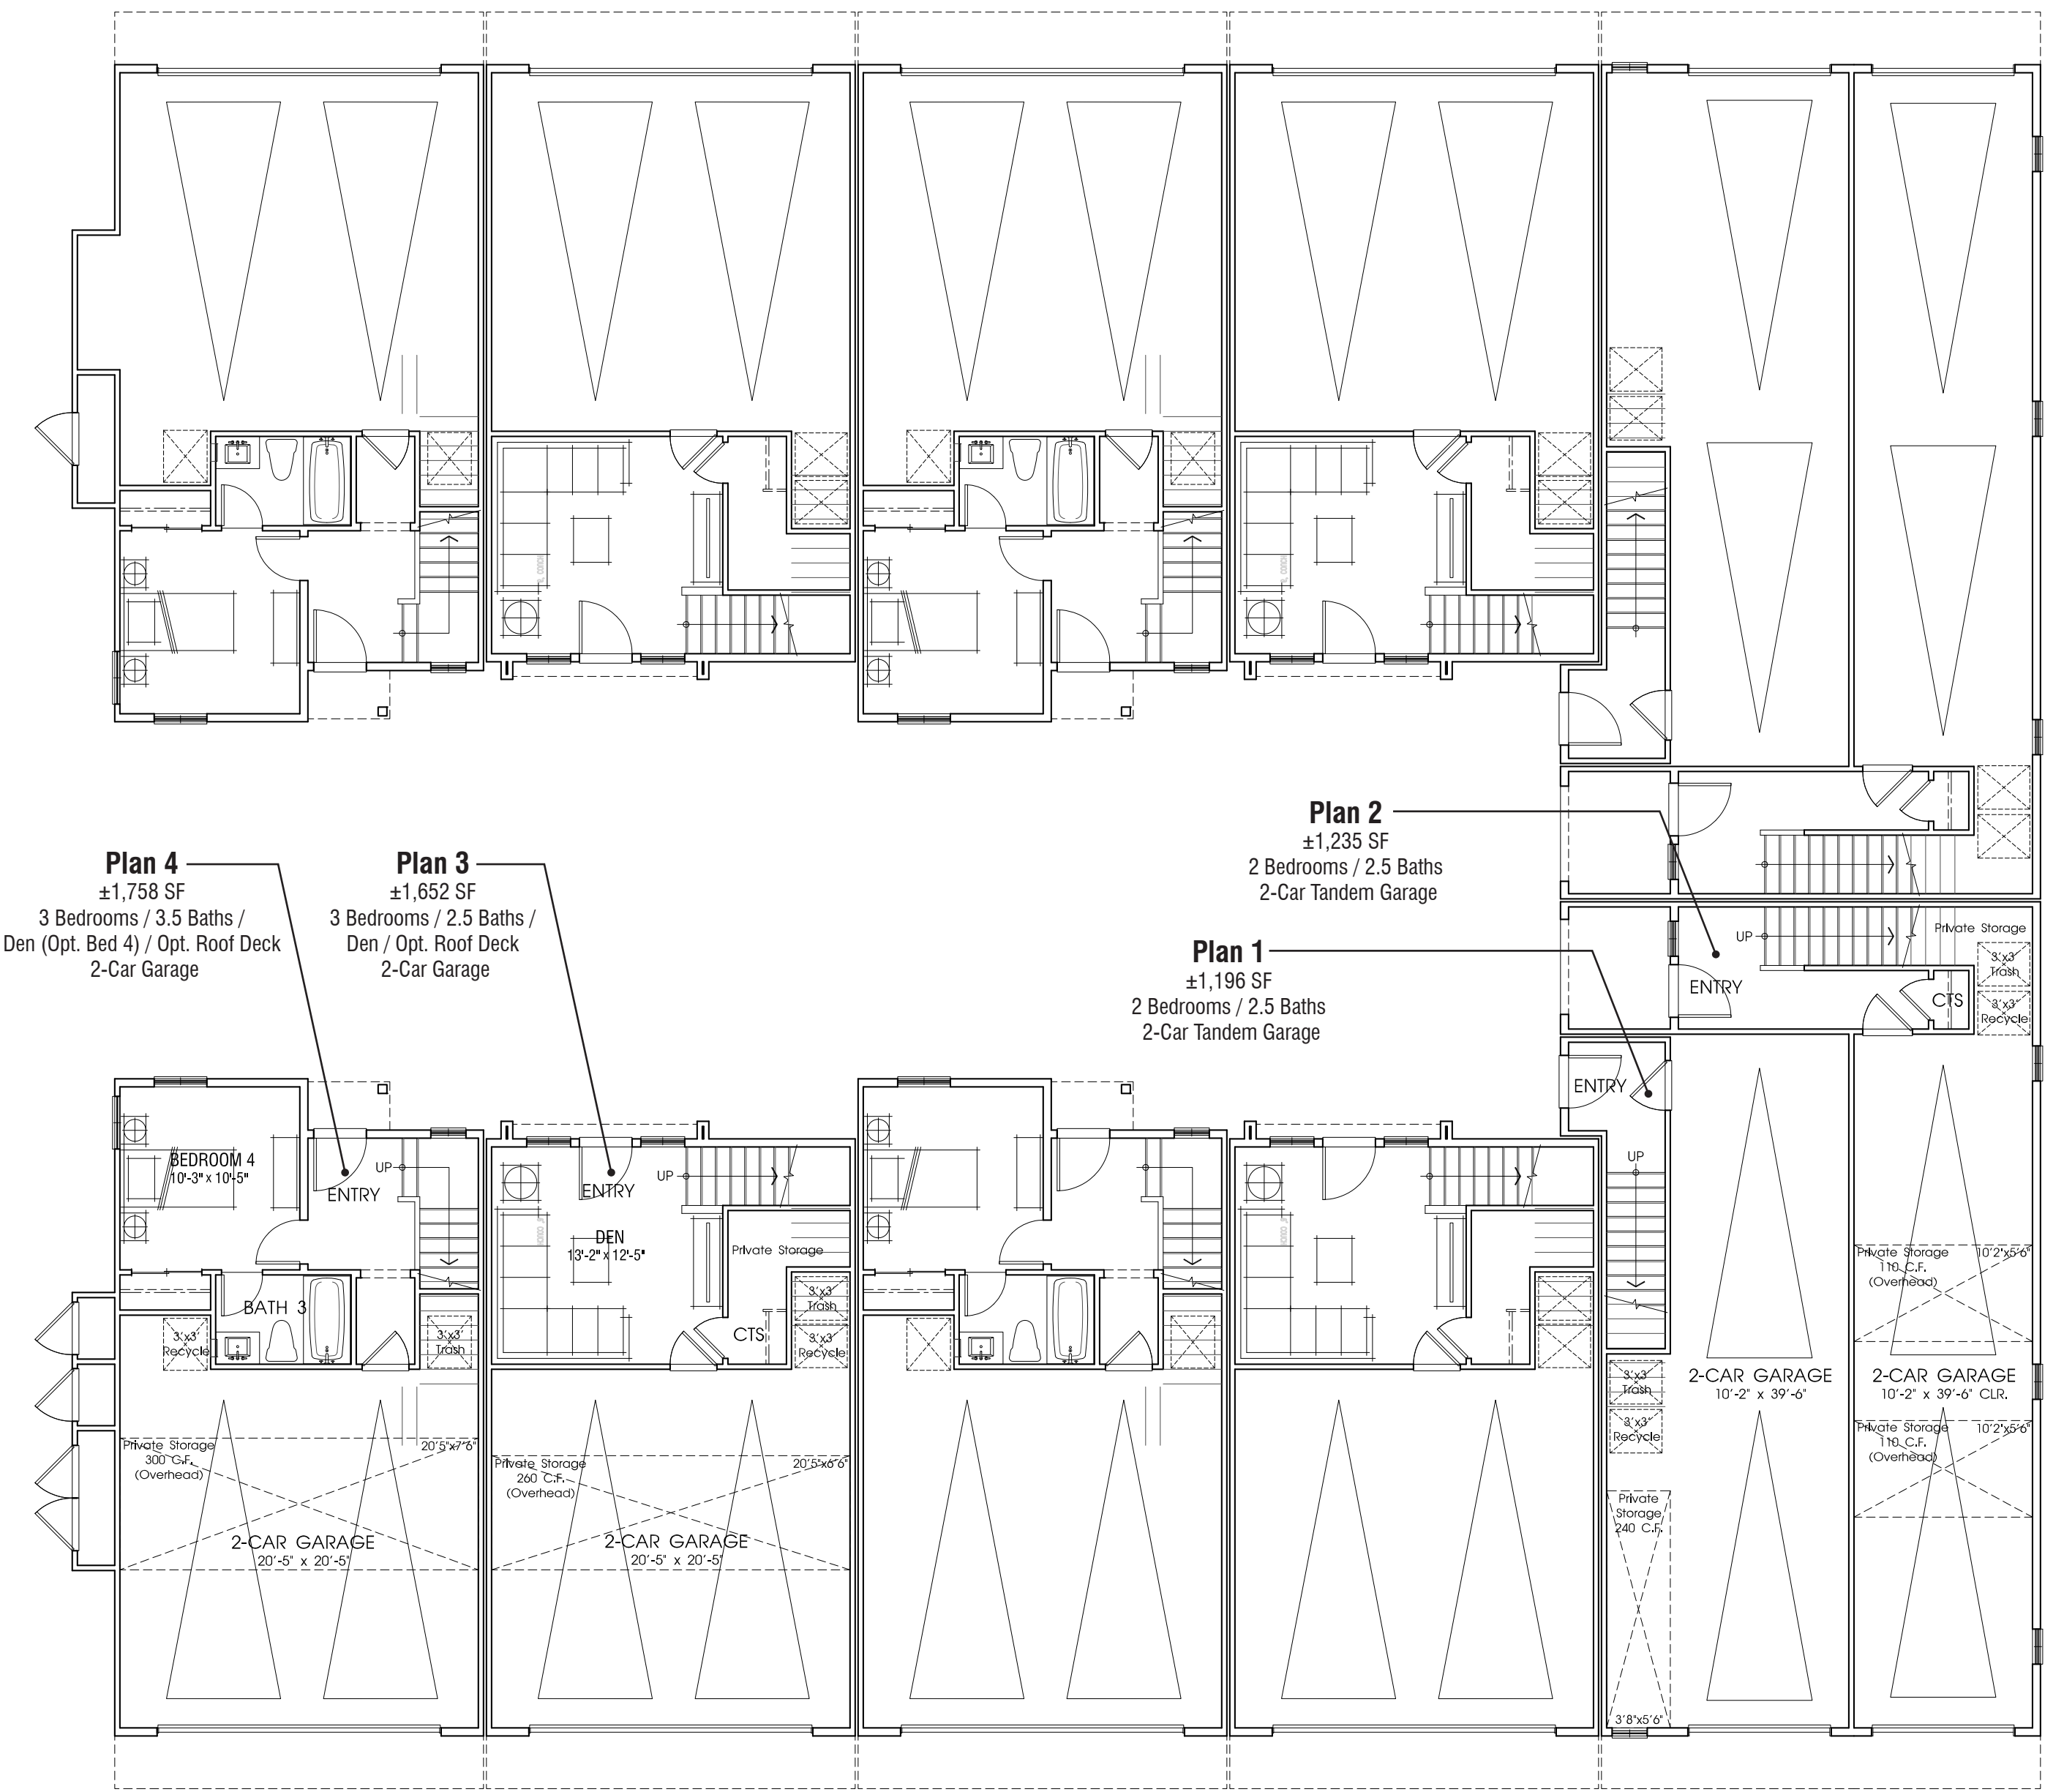 Plan 2
±1,235 SF
2 Bedrooms / 2.5 Baths
2-Car Tandem Garage
Plan 4
±1,758 SF
3 Bedrooms / 3.5 Baths /
Den (Opt. Bed 4) / Opt. Roof Deck
2-Car Garage
Plan 3
±1,652 SF
3 Bedrooms / 2.5 Baths /
Den / Opt. Roof Deck
2-Car Garage
Plan 1
±1,196 SF
2 Bedrooms / 2.5 Baths
2-Car Tandem Garage
UP
ENTRY
Private Storage
3'x3'
Trash
3'x3'
Recycle
CTS
ENTRY
UP
BEDROOM 4
10'-3" x 10'-5"
UP
ENTRY
BATH 3
3'x3'
Recycle
3'x3'
Trash
Private Storage
300 C.F.
(Overhead)
20'5"x7'6"
2-CAR GARAGE
20'-5" x 20'-5"
UP
ENTRY
DEN
13'-2" x 12'-5"
Private Storage
3'x3'
Trash
3'x3'
Recycle
CTS
Private Storage
260 C.F.
(Overhead)
20'5"x6'6"
2-CAR GARAGE
20'-5" x 20'-5"
3'x3'
Trash
3'x3'
Recycle
2-CAR GARAGE
10'-2" x 39'-6"
Private
Storage
240 C.F.
3'8"x5'6"
Private Storage
110 C.F.
(Overhead)
10'2"x5'6"
2-CAR GARAGE
10'-2" x 39'-6" CLR.
Private Storage
110 C.F.
(Overhead)
10'2"x5'6"